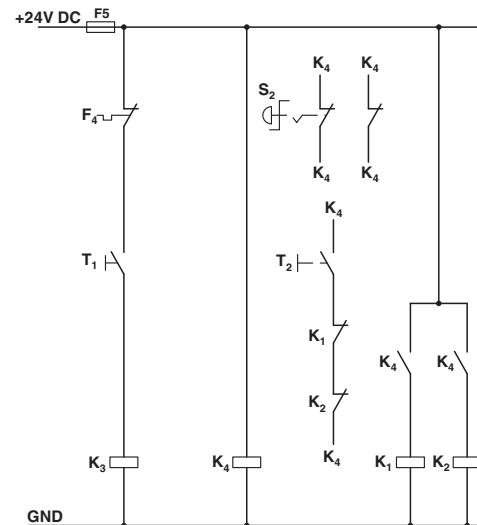 +24V DC F5
K₄ K₄
S₂
F₄
K₄ K₄
K₄
T₁ T₂
K₁
K₄ K₄
K₂
K₄
K₃ K₄ K₁ K₂
GND